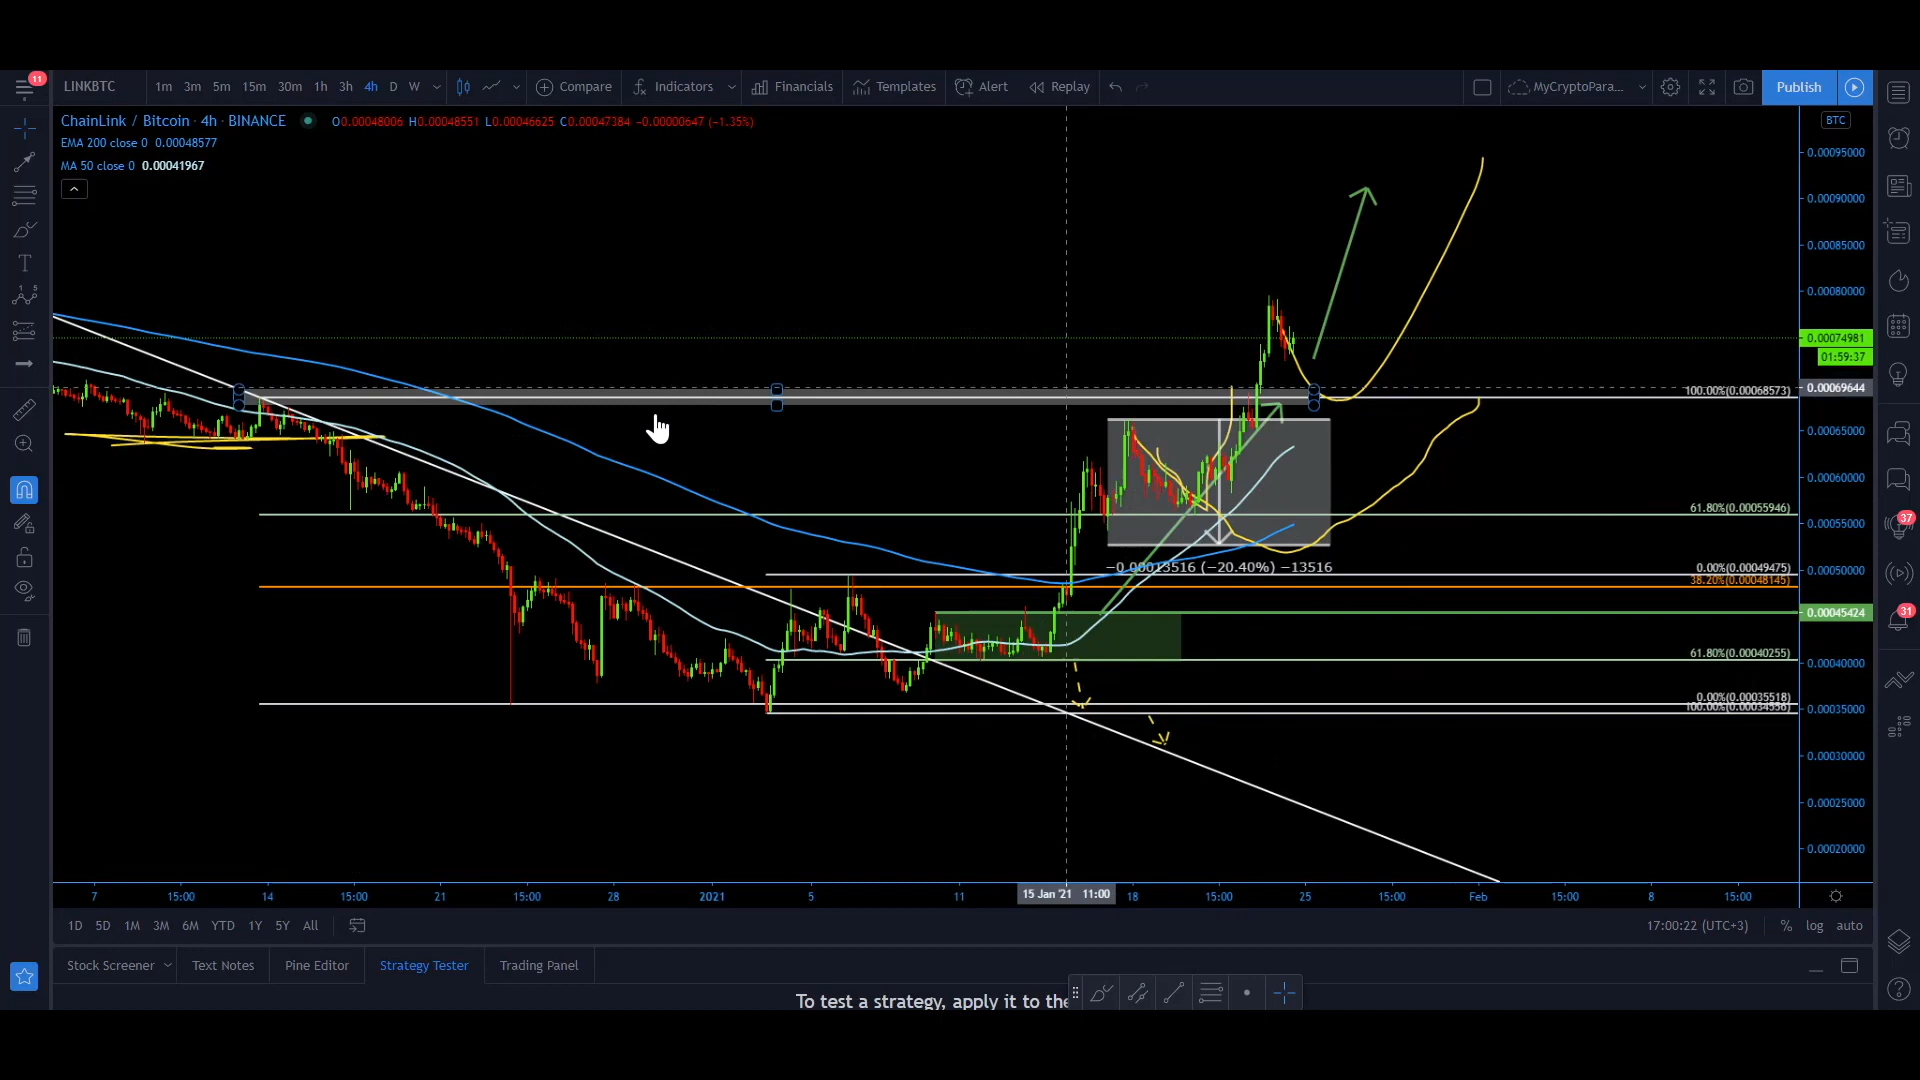 11
LINKBTC 1m 3m 5m 15m 30m 1h 3h 4h D W Compare Indicators Financials Templates Alert Replay MyCryptoPara... Publish
ChainLink / Bitcoin · 4h · BINANCE O0.00048006 H0.00048551 L0.00046625 C0.00047384 −0.00000647 (−1.35%) BTC
EMA 200 close 0 0.00048577
MA 50 close 0 0.00041967
0.00095000
0.00090000
0.00085000
0.00080000
0.00074981
01:59:37
100.00%(0.00068573) 0.00069644
0.00065000
0.00060000
61.80%(0.00055946)
0.00055000
−0.00013516 (−20.40%) −13516
0.00%(0.00049475) 0.00050000
38.20%(0.00048145)
0.00045424
61.80%(0.00040255) 0.00040000
0.00%(0.00035518)
100.00%(0.00034556) 0.00035000
0.00030000
0.00025000
0.00020000
7 15:00 14 15:00 21 15:00 28 2021 5 11 15 Jan '21 11:00 18 15:00 25 15:00 Feb 15:00 8 15:00
1D 5D 1M 3M 6M YTD 1Y 5Y All 17:00:22 (UTC+3) % log auto
Stock Screener Text Notes Pine Editor Strategy Tester Trading Panel
To test a strategy, apply it to the
37
31